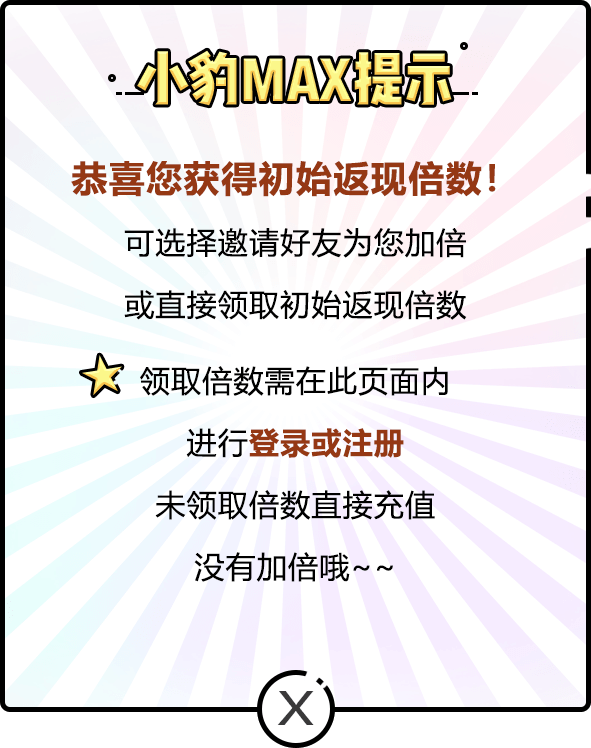 小豹MAX提示
恭喜您获得初始返现倍数！
可选择邀请好友为您加倍
或直接领取初始返现倍数
领取倍数需在此页面内
进行登录或注册
未领取倍数直接充值
没有加倍哦~~
X